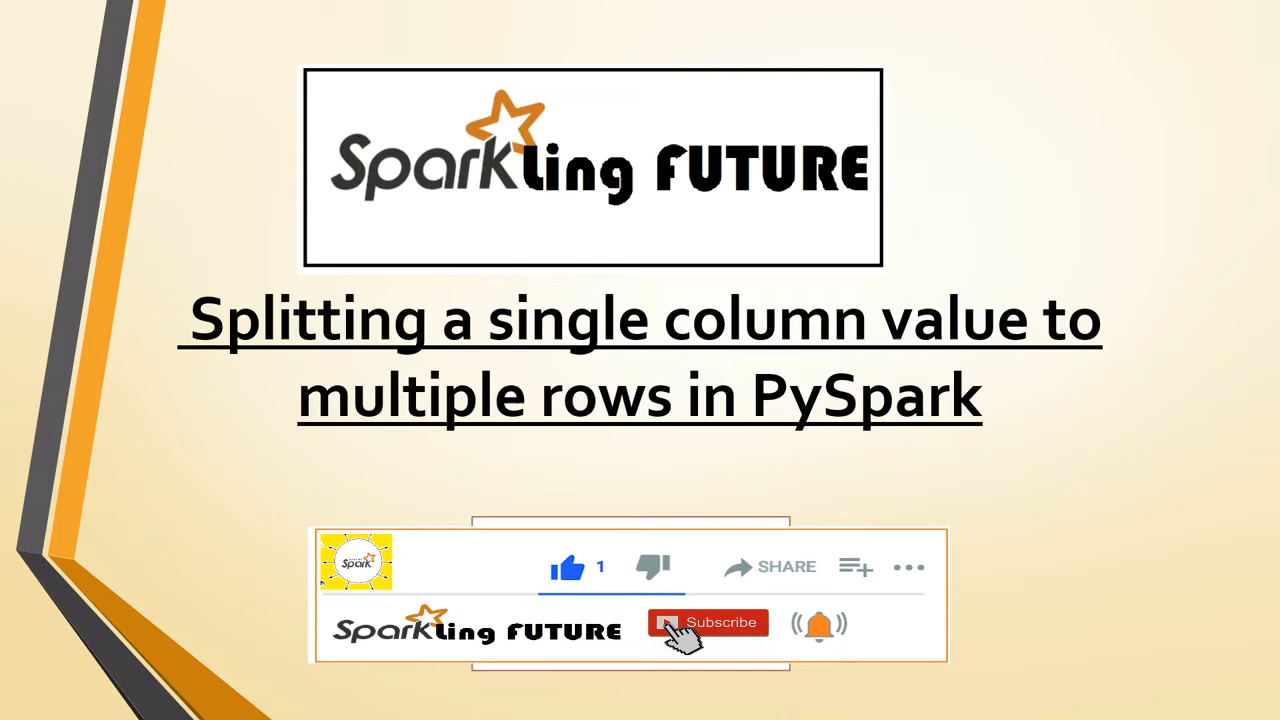 SparkLing FUTURE
Splitting a single column value to
multiple rows in PySpark
Spark
1
SHARE
SparkLing FUTURE
Subscribe